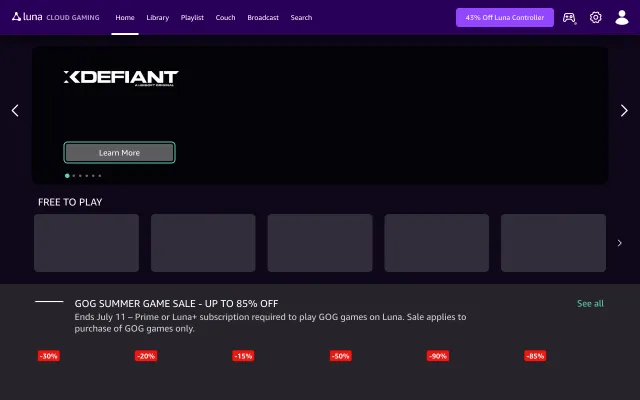 luna CLOUD GAMING
Home
Library
Playlist
Couch
Broadcast
Search
43% Off Luna Controller
XDEFIANT
A UBISOFT ORIGINAL
Learn More
FREE TO PLAY
GOG SUMMER GAME SALE - UP TO 85% OFF
See all
Ends July 11 – Prime or Luna+ subscription required to play GOG games on Luna. Sale applies to
purchase of GOG games only.
-30%
-20%
-15%
-50%
-90%
-85%